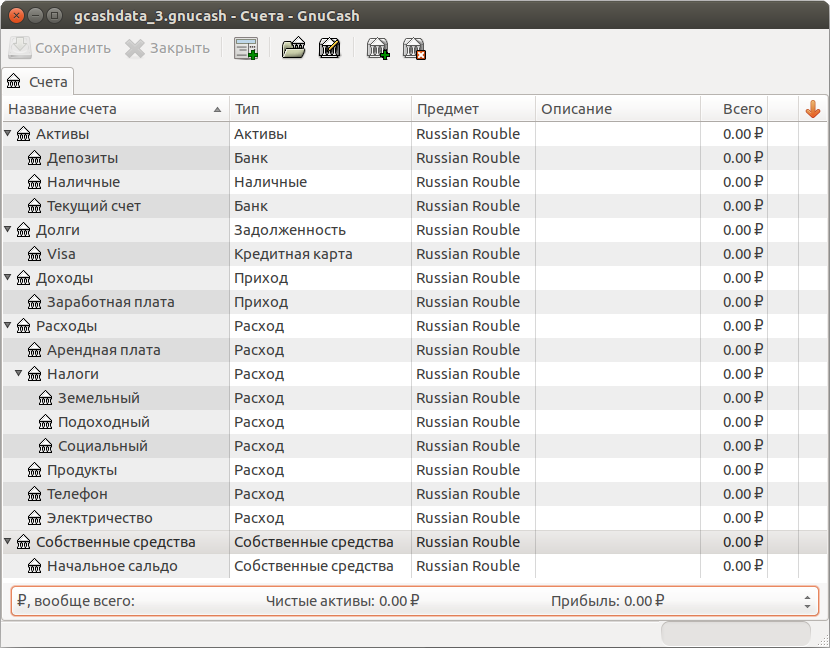 gcashdata_3.gnucash - Счета - GnuCash
Сохранить Закрыть
Счета
Название счета Тип Предмет Описание Всего
Активы Активы Russian Rouble 0.00 ₽
Депозиты Банк Russian Rouble 0.00 ₽
Наличные Наличные Russian Rouble 0.00 ₽
Текущий счет Банк Russian Rouble 0.00 ₽
Долги Задолженность Russian Rouble 0.00 ₽
Visa Кредитная карта Russian Rouble 0.00 ₽
Доходы Приход Russian Rouble 0.00 ₽
Заработная плата Приход Russian Rouble 0.00 ₽
Расходы Расход Russian Rouble 0.00 ₽
Арендная плата Расход Russian Rouble 0.00 ₽
Налоги Расход Russian Rouble 0.00 ₽
Земельный Расход Russian Rouble 0.00 ₽
Подоходный Расход Russian Rouble 0.00 ₽
Социальный Расход Russian Rouble 0.00 ₽
Продукты Расход Russian Rouble 0.00 ₽
Телефон Расход Russian Rouble 0.00 ₽
Электричество Расход Russian Rouble 0.00 ₽
Собственные средства Собственные средства Russian Rouble 0.00 ₽
Начальное сальдо Собственные средства Russian Rouble 0.00 ₽
₽, вообще всего: Чистые активы: 0.00 ₽ Прибыль: 0.00 ₽